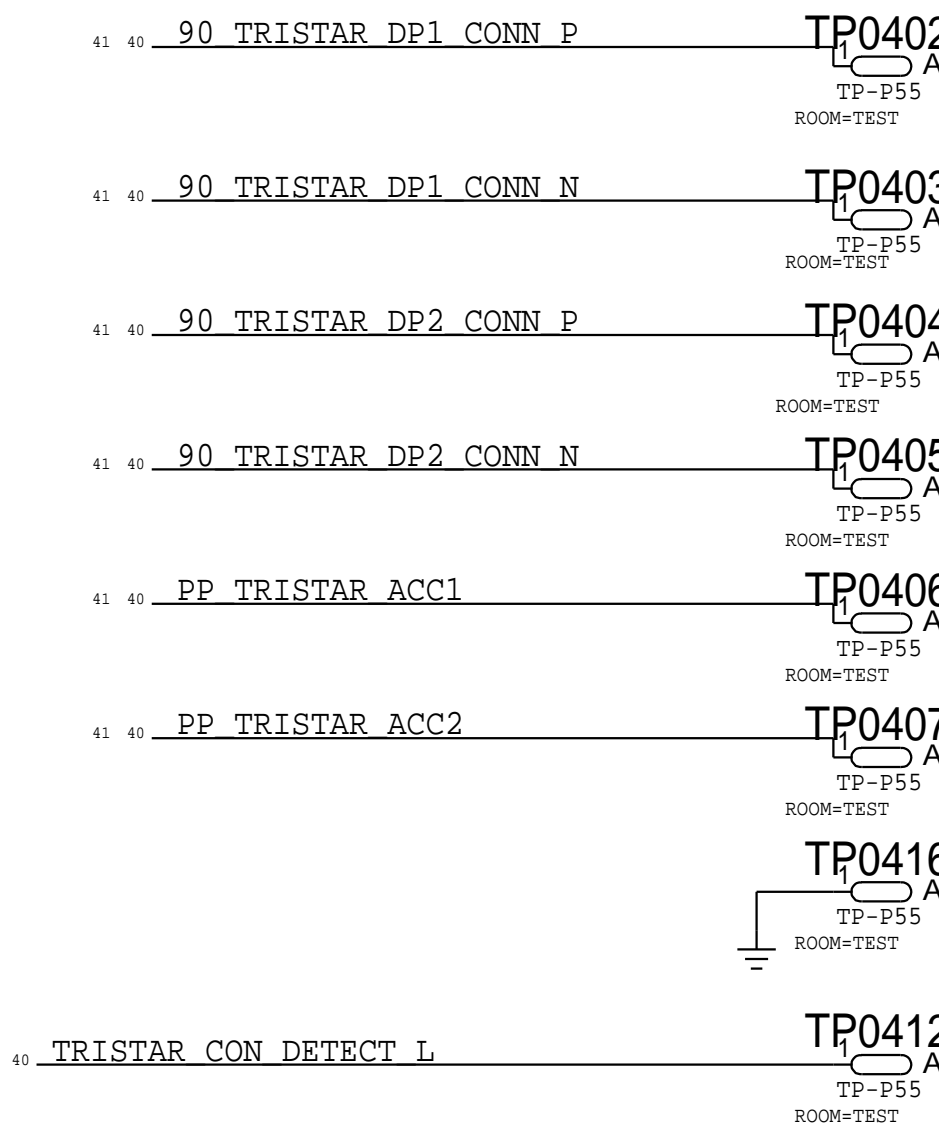 41 40 90_TRISTAR_DP1_CONN_P TP0402
1 A
TP-P55
ROOM=TEST
41 40 90_TRISTAR_DP1_CONN_N TP0403
1 A
TP-P55
ROOM=TEST
41 40 90_TRISTAR_DP2_CONN_P TP0404
1 A
TP-P55
ROOM=TEST
41 40 90_TRISTAR_DP2_CONN_N TP0405
1 A
TP-P55
ROOM=TEST
41 40 PP_TRISTAR_ACC1 TP0406
1 A
TP-P55
ROOM=TEST
41 40 PP_TRISTAR_ACC2 TP0407
1 A
TP-P55
ROOM=TEST
TP0416
1 A
TP-P55
ROOM=TEST
40 TRISTAR_CON_DETECT_L TP0412
1 A
TP-P55
ROOM=TEST